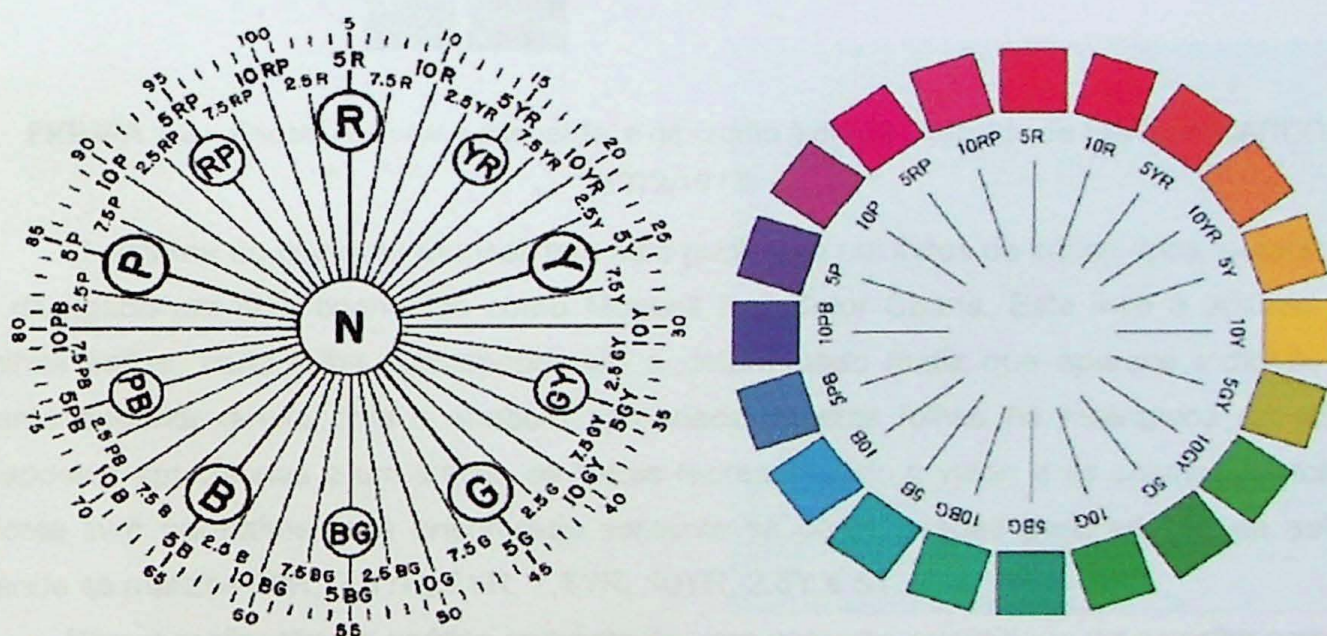 5
10
15
20
25
30
35
40
45
50
55
60
65
70
75
80
85
90
95
100
5R
7.5R
10R
2.5YR
5YR
7.5YR
10YR
2.5Y
5Y
7.5Y
10Y
2.5GY
5GY
7.5GY
10GY
2.5G
5G
7.5G
10G
2.5BG
5BG
7.5BG
10BG
2.5B
5B
7.5B
10B
2.5PB
5PB
7.5PB
10PB
2.5P
5P
7.5P
10P
2.5RP
5RP
7.5RP
10RP
2.5R
R
YR
Y
GY
G
BG
B
PB
P
RP
N
5R
10R
5YR
10YR
5Y
10Y
5GY
10GY
5G
10G
5BG
10BG
5B
10B
5PB
10PB
5P
10P
5RP
10RP